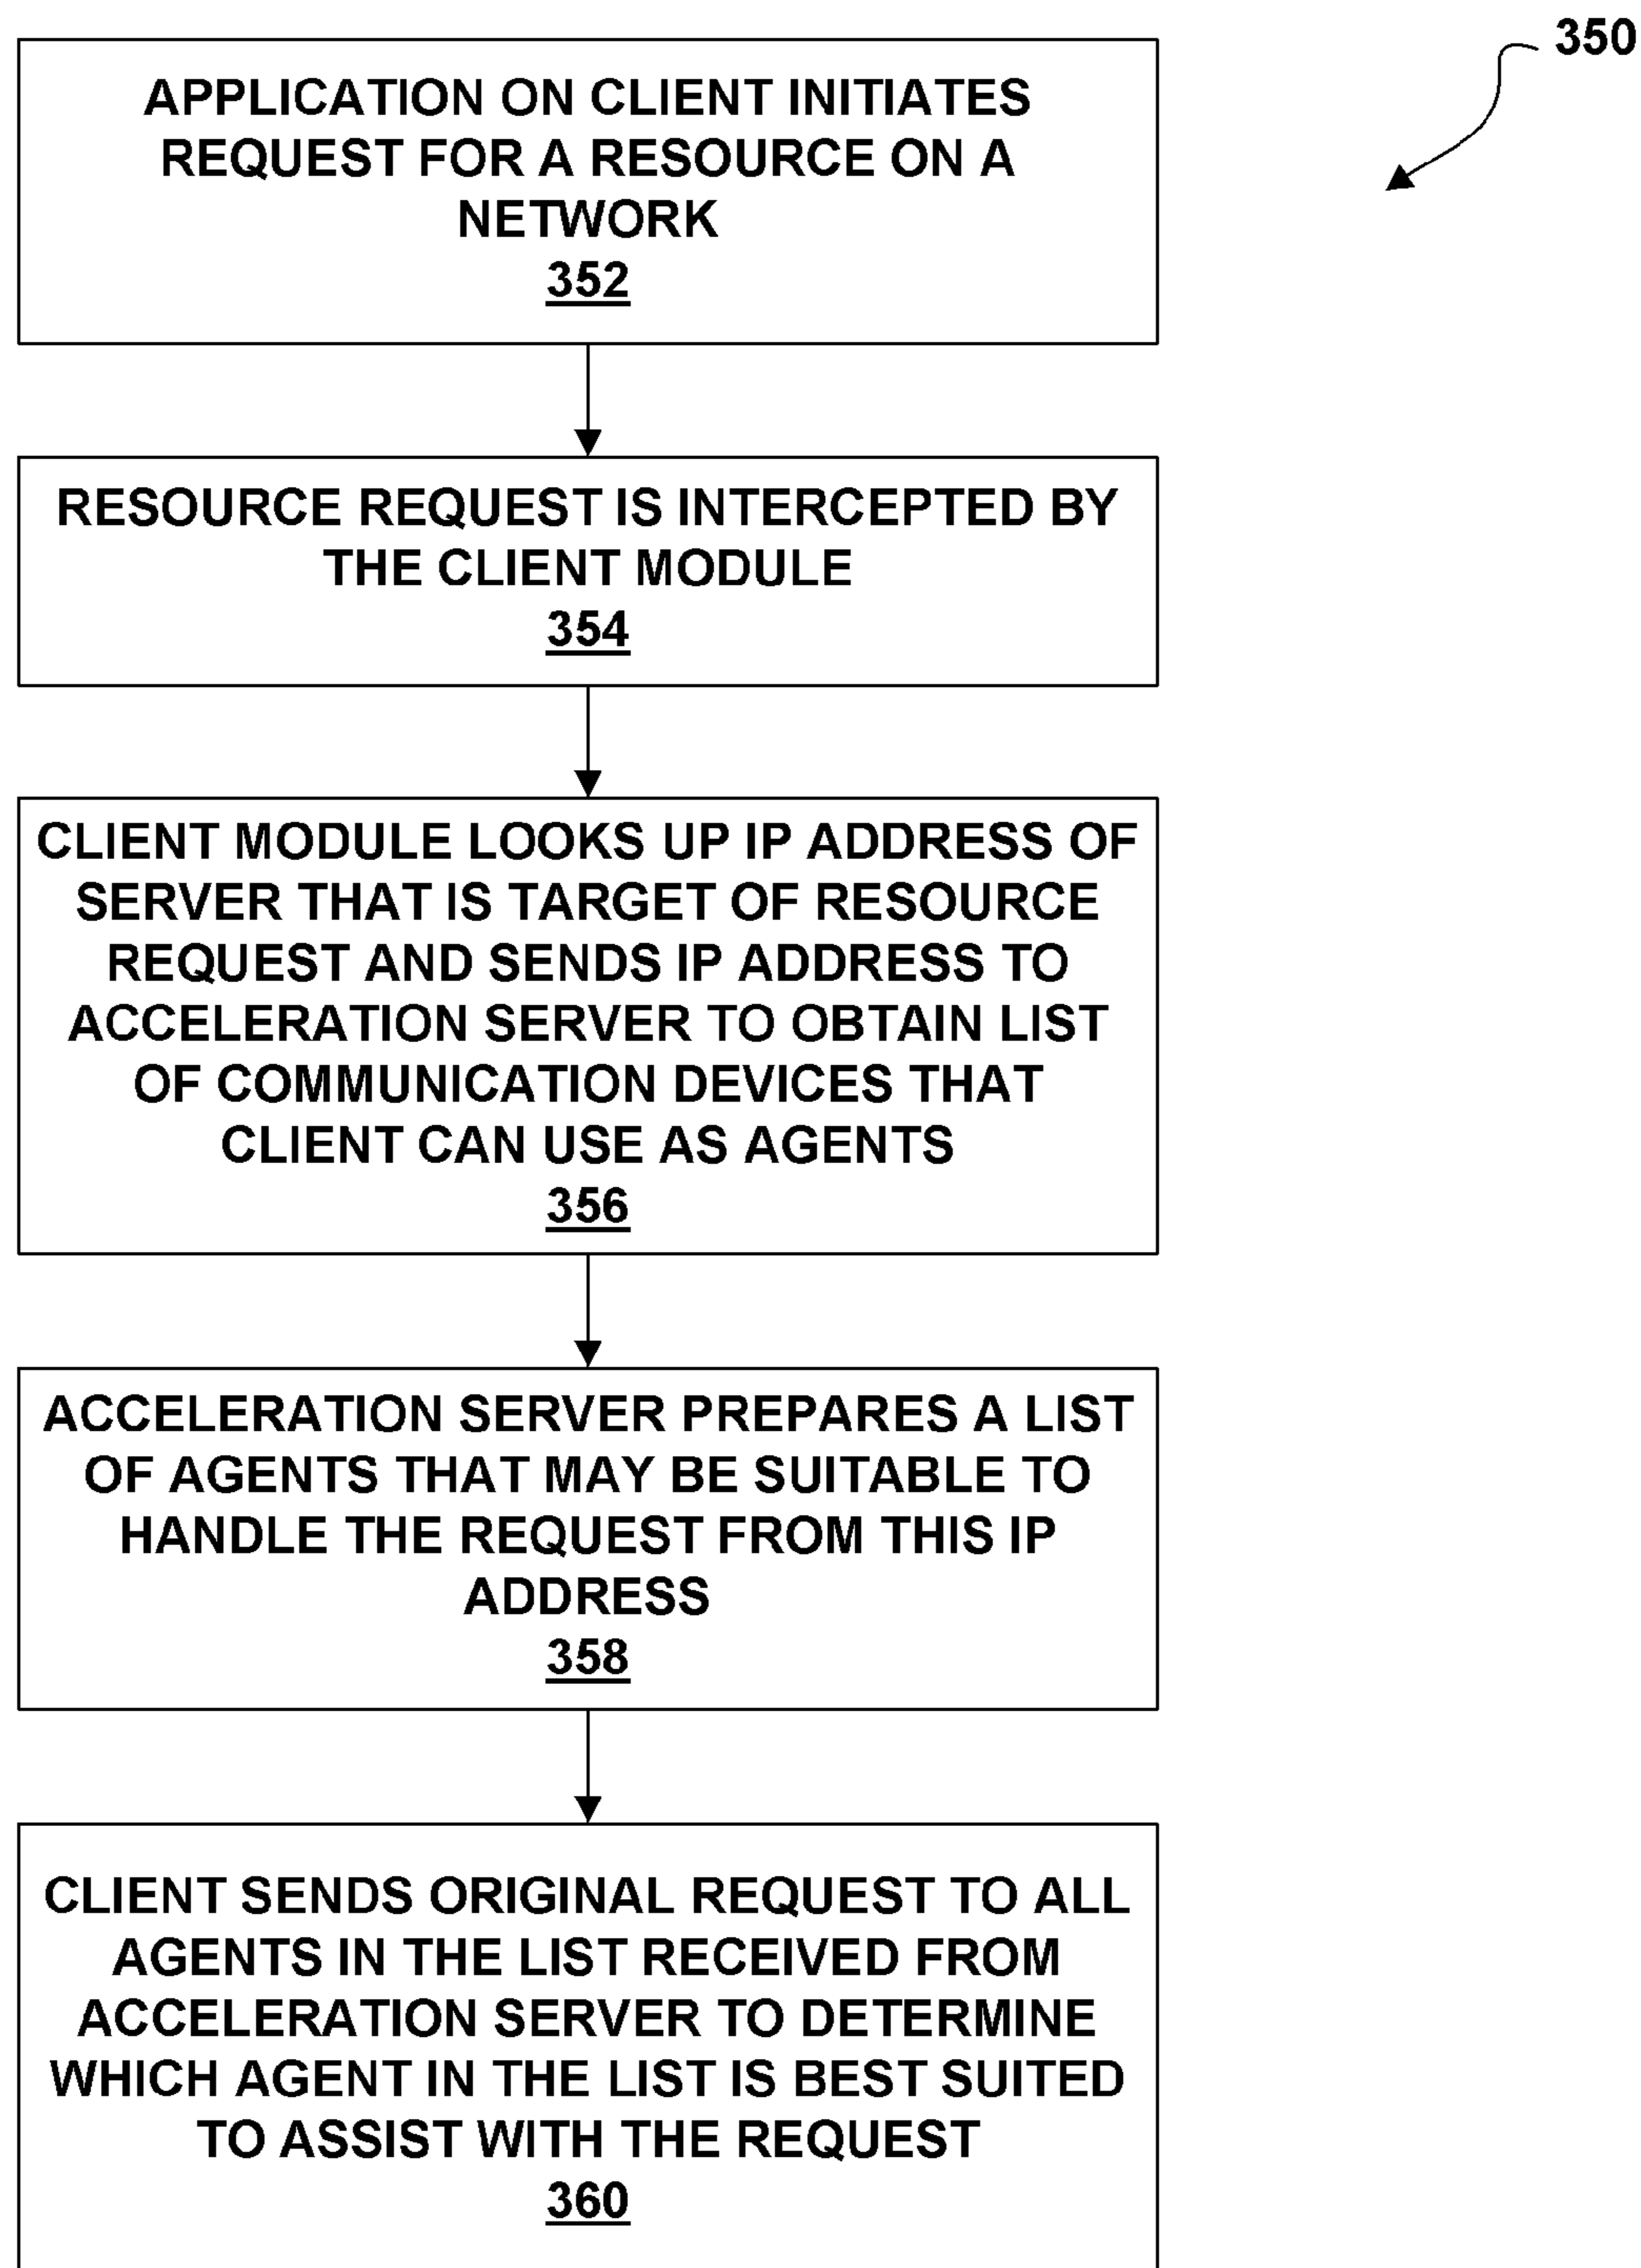 350
APPLICATION ON CLIENT INITIATES
REQUEST FOR A RESOURCE ON A
NETWORK
352
RESOURCE REQUEST IS INTERCEPTED BY
THE CLIENT MODULE
354
CLIENT MODULE LOOKS UP IP ADDRESS OF
SERVER THAT IS TARGET OF RESOURCE
REQUEST AND SENDS IP ADDRESS TO
ACCELERATION SERVER TO OBTAIN LIST
OF COMMUNICATION DEVICES THAT
CLIENT CAN USE AS AGENTS
356
ACCELERATION SERVER PREPARES A LIST
OF AGENTS THAT MAY BE SUITABLE TO
HANDLE THE REQUEST FROM THIS IP
ADDRESS
358
CLIENT SENDS ORIGINAL REQUEST TO ALL
AGENTS IN THE LIST RECEIVED FROM
ACCELERATION SERVER TO DETERMINE
WHICH AGENT IN THE LIST IS BEST SUITED
TO ASSIST WITH THE REQUEST
360